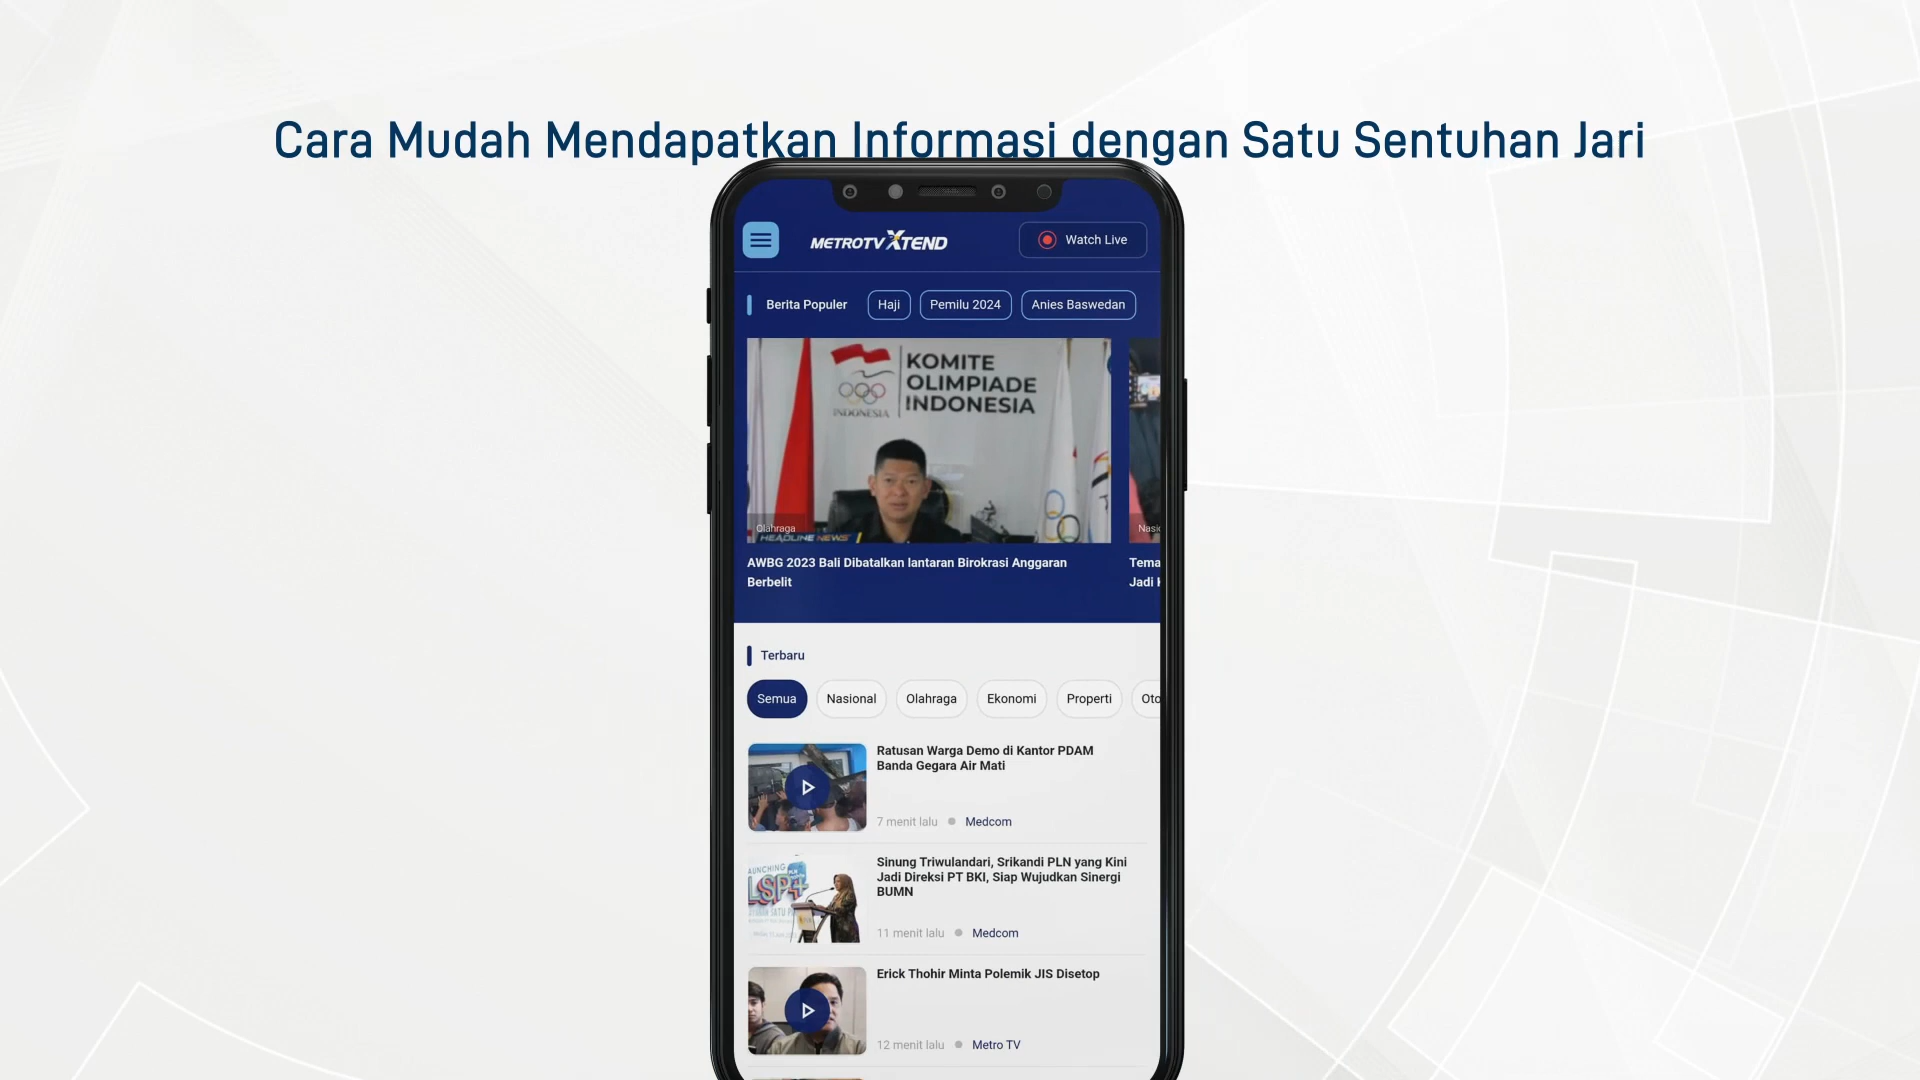 Cara Mudah Mendapatkan Informasi dengan Satu Sentuhan Jari
METROTV XTEND
Watch Live
Berita Populer
Haji
Pemilu 2024
Anies Baswedan
KOMITE
OLIMPIADE
INDONESIA
INDONESIA
Olahraga
HEADLINE NEWS
AWBG 2023 Bali Dibatalkan lantaran Birokrasi Anggaran
Berbelit
Terbaru
Semua
Nasional
Olahraga
Ekonomi
Properti
Oto
Ratusan Warga Demo di Kantor PDAM
Banda Gegara Air Mati
7 menit lalu
Medcom
Sinung Triwulandari, Srikandi PLN yang Kini
Jadi Direksi PT BKI, Siap Wujudkan Sinergi
BUMN
11 menit lalu
Medcom
Erick Thohir Minta Polemik JIS Disetop
12 menit lalu
Metro TV